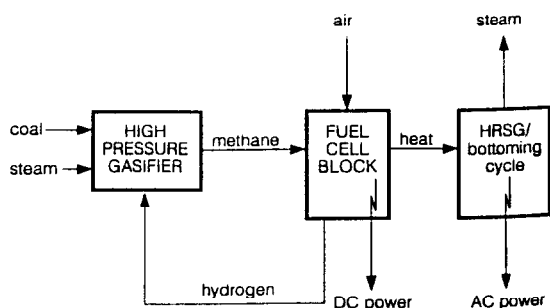 air
steam
coal
steam
HIGH
PRESSURE
GASIFIER
methane
FUEL
CELL
BLOCK
heat
HRSG/
bottoming
cycle
hydrogen
DC power
AC power